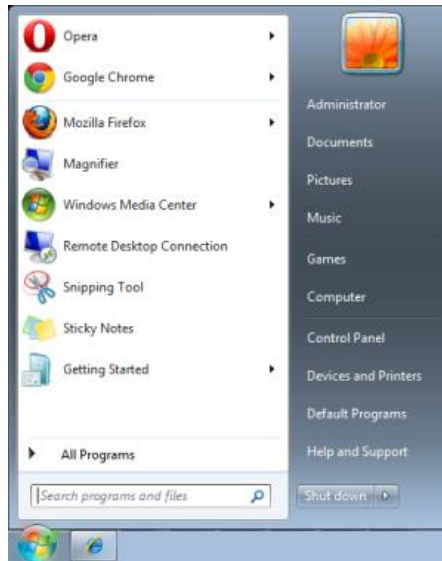 Opera
Google Chrome
Mozilla Firefox
Magnifier
Windows Media Center
Remote Desktop Connection
Snipping Tool
Sticky Notes
Getting Started
All Programs
Search programs and files
Administrator
Documents
Pictures
Music
Games
Computer
Control Panel
Devices and Printers
Default Programs
Help and Support
Shut down